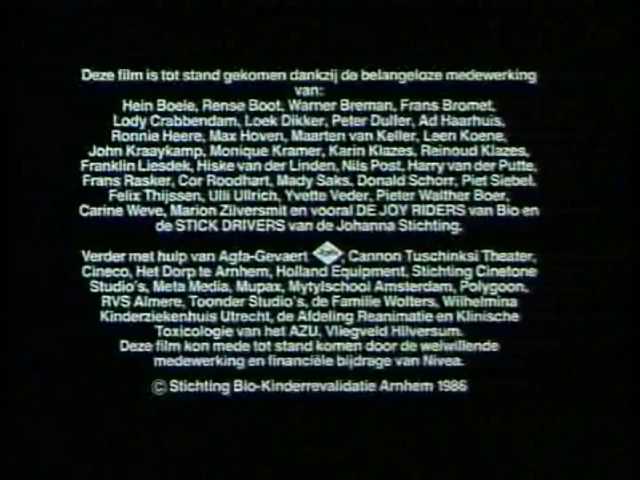 Deze film is tot stand gekomen dankzij de belangeloze medewerking
van:
Hein Boele, Rense Boot, Warner Breman, Frans Bromet,
Lody Crabbendam, Loek Dikker, Peter Duller, Ad Haarhuis,
Ronnie Heere, Max Hoven, Maarten van Keller, Leen Koene,
John Kraaykamp, Monique Kramer, Karin Klazes, Reinoud Klazes,
Franklin Liesdek, Hiske van der Linden, Nils Post, Harry van der Putte,
Frans Rasker, Cor Roodhart, Mady Saks, Donald Schorr, Piet Siebel,
Felix Thijssen, Ulli Ullrich, Yvette Veder, Pieter Walther Boer,
Carine Weve, Marion Zilversmit en vooral DE JOY RIDERS van Bio en
de STICK DRIVERS van de Johanna Stichting.
Verder met hulp van Agfa-Gevaert , Cannon Tuschinksi Theater,
Cineco, Het Dorp te Arnhem, Holland Equipment, Stichting Cinetone
Studio's, Meta Media, Mupax, Mytylschool Amsterdam, Polygoon,
RVS Almere, Toonder Studio's, de Familie Wolters, Wilhelmina
Kinderziekenhuis Utrecht, de Afdeling Reanimatie en Klinische
Toxicologie van het AZU, Vliegveld Hilversum.
Deze film kon mede tot stand komen door de welwillende
medewerking en financiële bijdrage van Nivea.
© Stichting Bio-Kinderrevalidatie Arnhem 1986